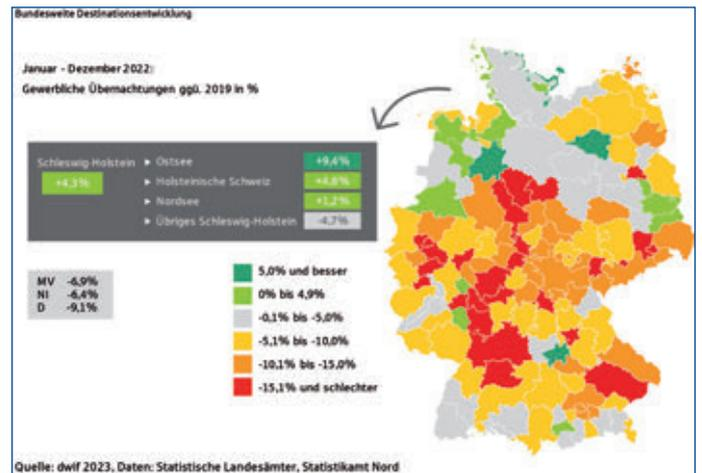 Bundesweite Destinationsentwicklung
Januar - Dezember 2022:
Gewerbliche Übernachtungen ggü. 2019 in %
Schleswig-Holstein ▸ Ostsee +9,4%
+4,3% ▸ Holsteinische Schweiz +4,8%
▸ Nordsee +1,2%
▸ Übriges Schleswig-Holstein -4,7%
MV -6,9%
NI -6,4%
D -9,1%
5,0% und besser
0% bis 4,9%
-0,1% bis -5,0%
-5,1% bis -10,0%
-10,1% bis -15,0%
-15,1% und schlechter
Quelle: dwif 2023, Daten: Statistische Landesämter, Statistikamt Nord